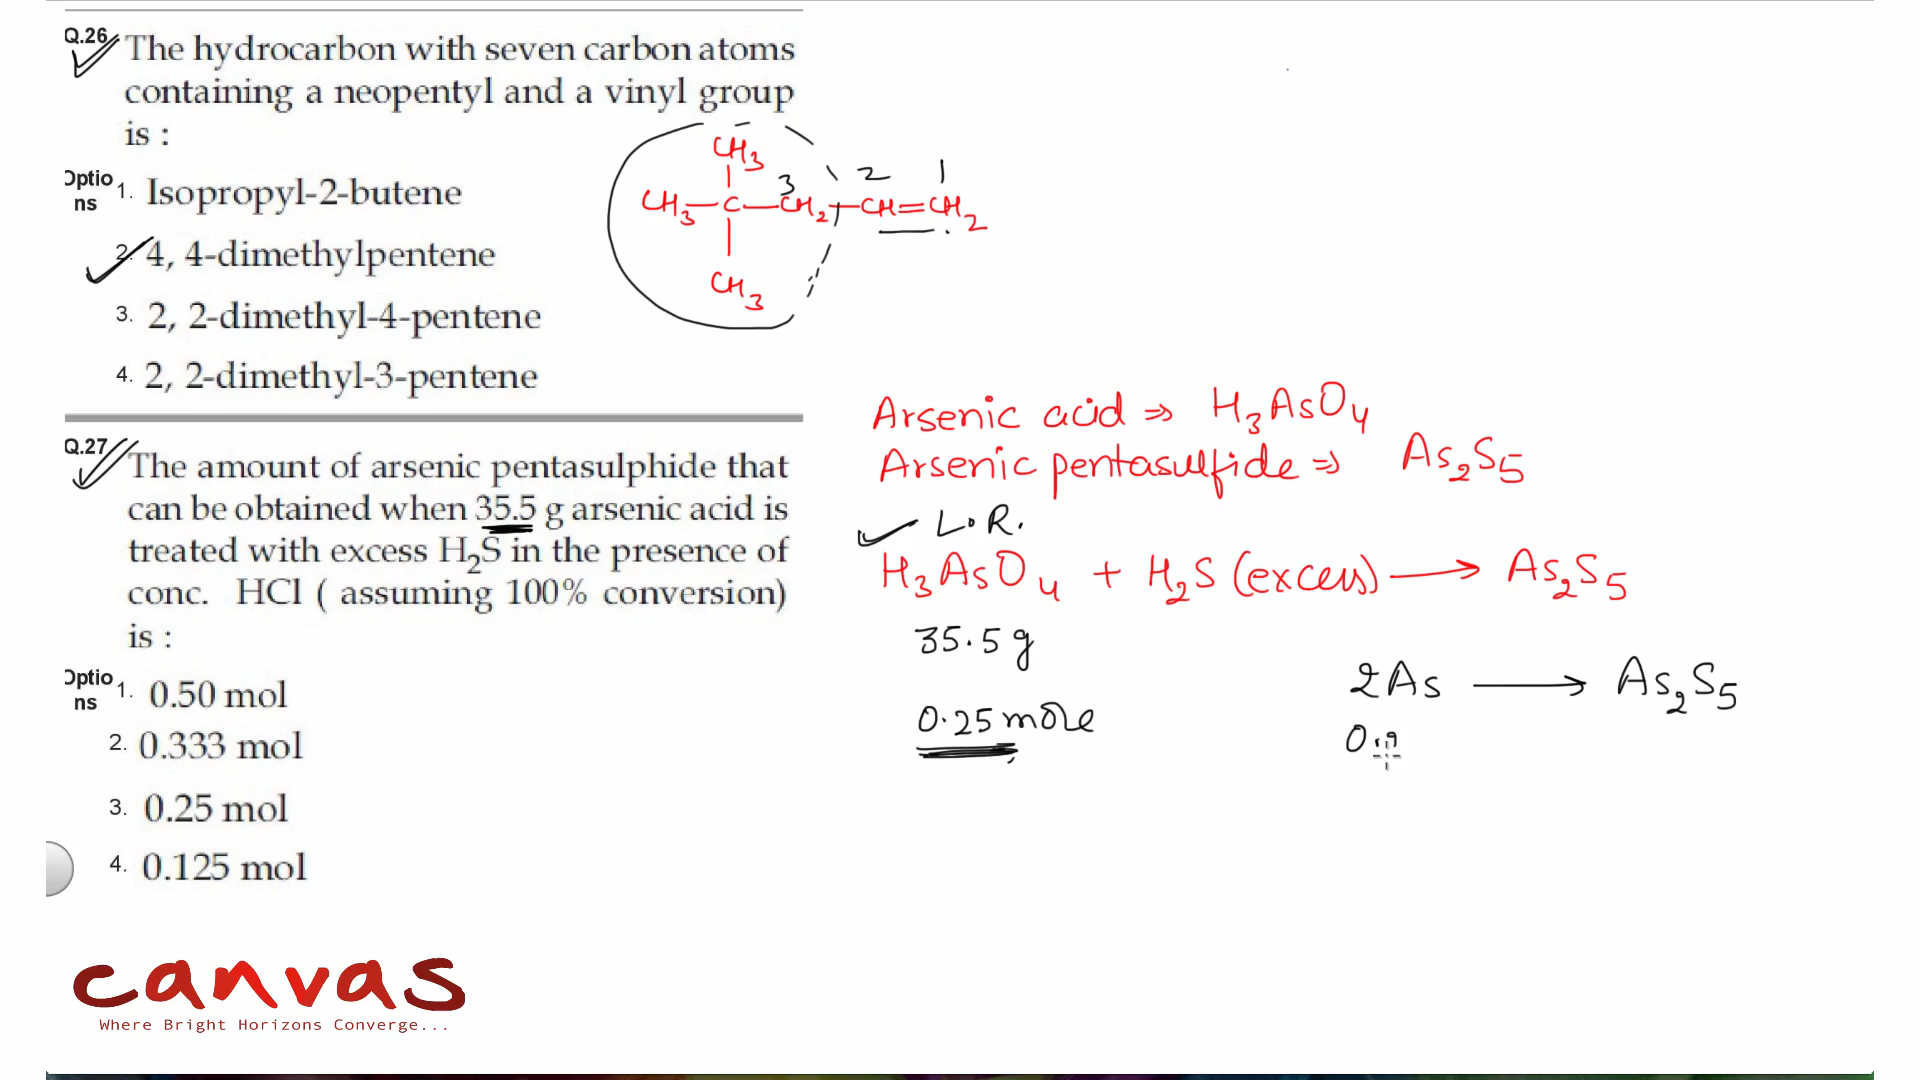 Q.26 The hydrocarbon with seven carbon atoms
containing a neopentyl and a vinyl group
is :
Optio
ns
1. Isopropyl-2-butene
2. 4, 4-dimethylpentene
3. 2, 2-dimethyl-4-pentene
4. 2, 2-dimethyl-3-pentene
CH3
3 2 1
CH3—C—CH2—CH=CH2
CH3
Q.27 The amount of arsenic pentasulphide that
can be obtained when 35.5 g arsenic acid is
treated with excess H2S in the presence of
conc. HCl ( assuming 100% conversion)
is :
Optio
ns
1. 0.50 mol
2. 0.333 mol
3. 0.25 mol
4. 0.125 mol
Arsenic acid ⇒ H3AsO4
Arsenic pentasulfide ⇒ As2S5
L.R.
H3AsO4 + H2S (excess) ⟶ As2S5
35.5 g
0.25 mole
2As ⟶ As2S5
0.
canvas
Where Bright Horizons Converge...